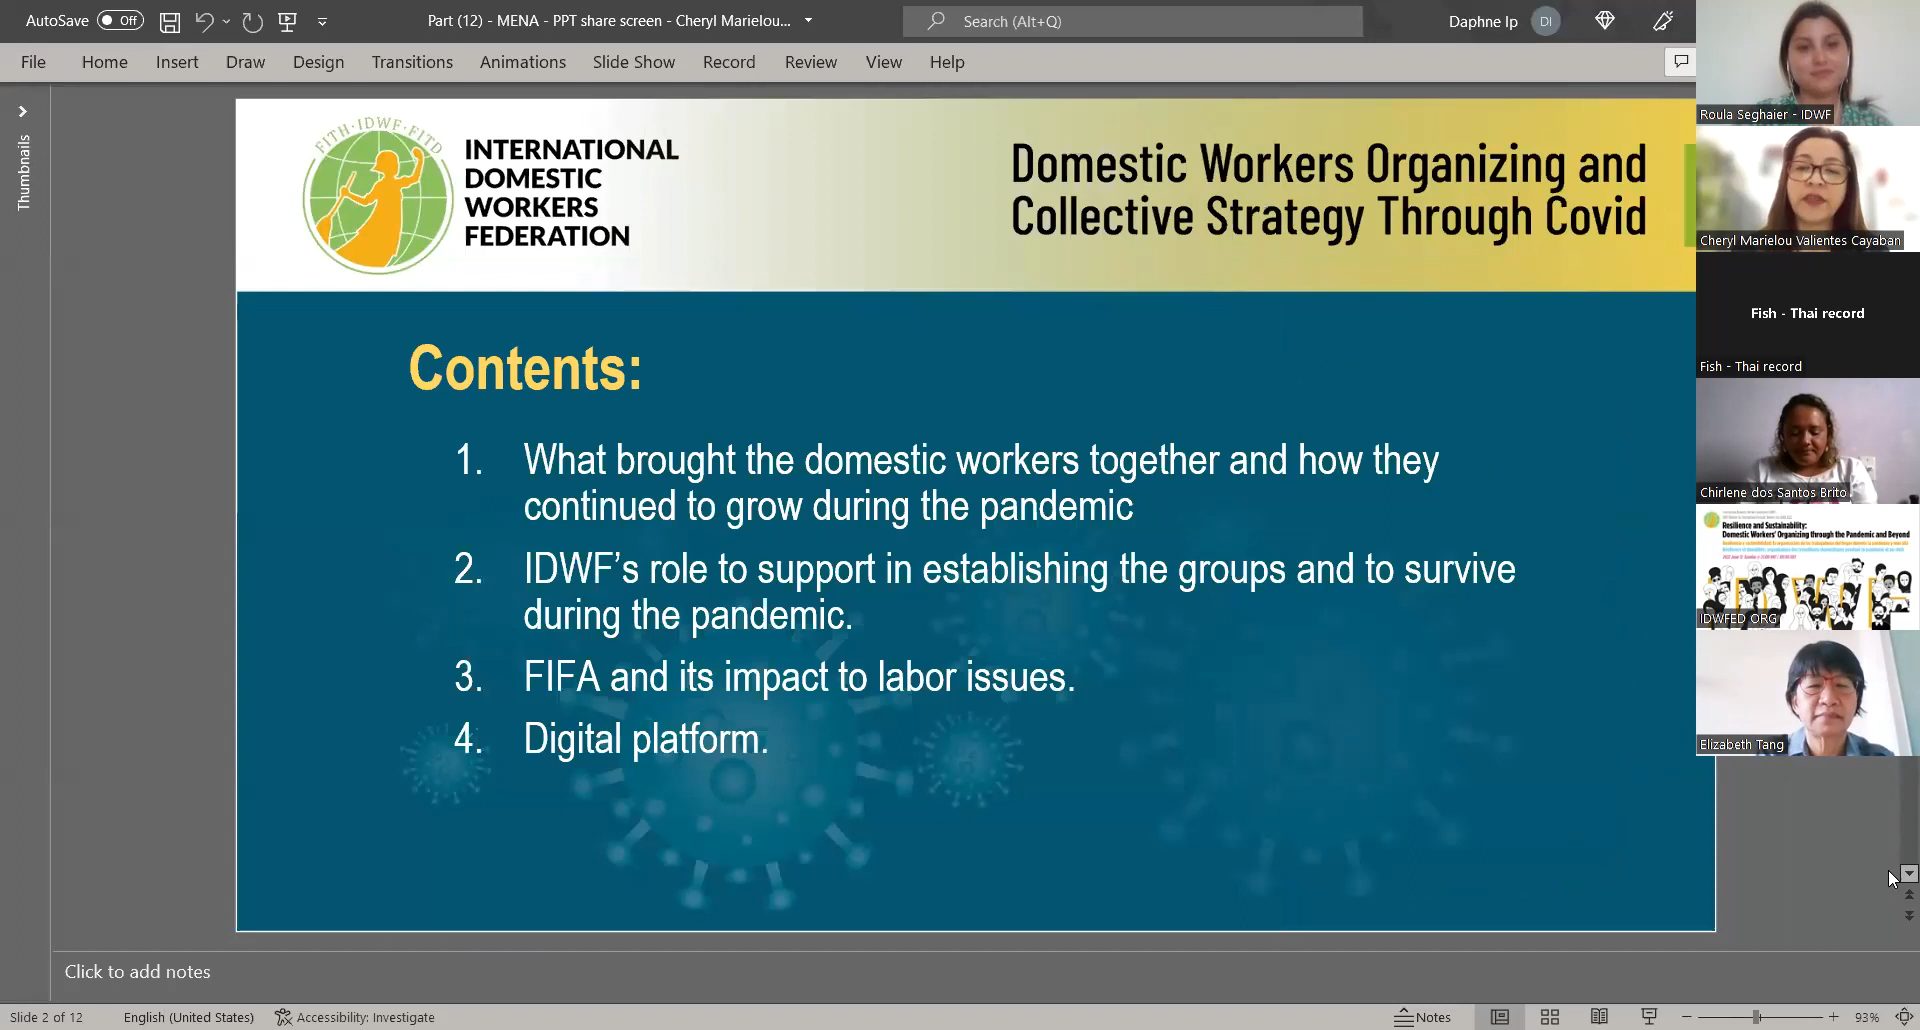 AutoSave Off
Part (12) - MENA - PPT share screen - Cheryl Marielou...
Search (Alt+Q)
Daphne Ip DI
File Home Insert Draw Design Transitions Animations Slide Show Record Review View Help
Thumbnails
FITH·IDWF·FITD
INTERNATIONAL
DOMESTIC
WORKERS
FEDERATION
Domestic Workers Organizing and
Collective Strategy Through Covid
Contents:
1. What brought the domestic workers together and how they
continued to grow during the pandemic
2. IDWF’s role to support in establishing the groups and to survive
during the pandemic.
3. FIFA and its impact to labor issues.
4. Digital platform.
Roula Seghaier - IDWF
Cheryl Marielou Valientes Cayaban
Fish - Thai record
Fish - Thai record
Chirlene dos Santos Brito
Resilience and Sustainability:
Domestic Workers' Organizing through the Pandemic and Beyond
IDWFED ORG
Elizabeth Tang
Click to add notes
Slide 2 of 12 English (United States) Accessibility: Investigate Notes 93%